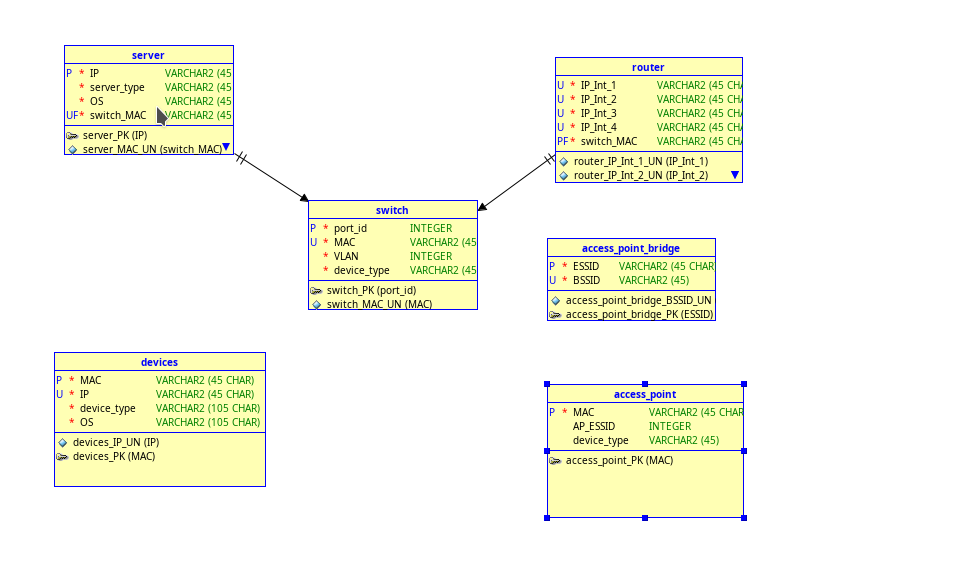 server
P * IP VARCHAR2 (45
* server_type VARCHAR2 (45
* OS VARCHAR2 (45
UF* switch_MAC VARCHAR2 (45
server_PK (IP)
server_MAC_UN (switch_MAC)
router
U * IP_Int_1 VARCHAR2 (45 CHA
U * IP_Int_2 VARCHAR2 (45 CHA
U * IP_Int_3 VARCHAR2 (45 CHA
U * IP_Int_4 VARCHAR2 (45 CHA
PF* switch_MAC VARCHAR2 (45 CHA
router_IP_Int_1_UN (IP_Int_1)
router_IP_Int_2_UN (IP_Int_2)
switch
P * port_id INTEGER
U * MAC VARCHAR2 (45
* VLAN INTEGER
* device_type VARCHAR2 (45
switch_PK (port_id)
switch_MAC_UN (MAC)
access_point_bridge
P * ESSID VARCHAR2 (45 CHAR)
U * BSSID VARCHAR2 (45)
access_point_bridge_BSSID_UN
access_point_bridge_PK (ESSID)
devices
P * MAC VARCHAR2 (45 CHAR)
U * IP VARCHAR2 (45 CHAR)
* device_type VARCHAR2 (105 CHAR)
* OS VARCHAR2 (105 CHAR)
devices_IP_UN (IP)
devices_PK (MAC)
access_point
P * MAC VARCHAR2 (45 CHAR
AP_ESSID INTEGER
device_type VARCHAR2 (45)
access_point_PK (MAC)